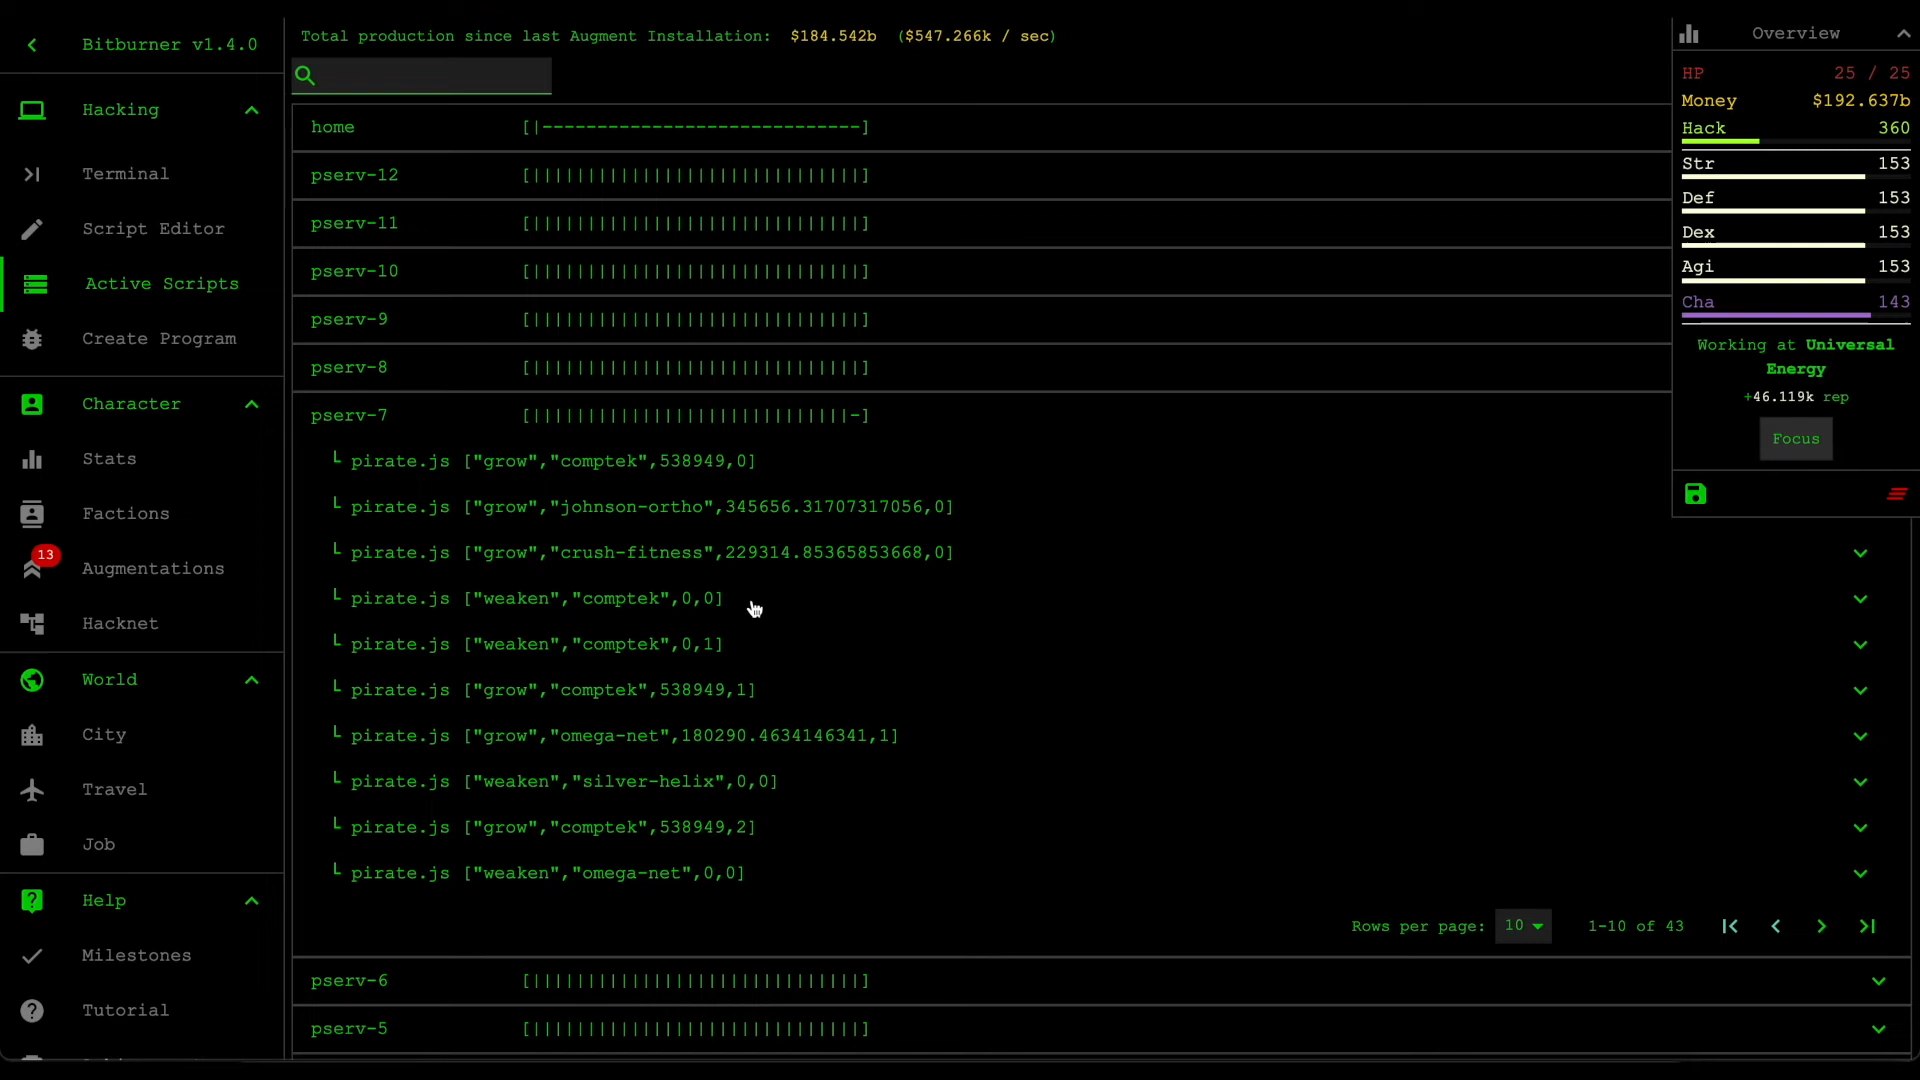 Bitburner v1.4.0
Hacking
Terminal
Script Editor
Active Scripts
Create Program
Character
Stats
Factions
13
Augmentations
Hacknet
World
City
Travel
Job
Help
Milestones
Tutorial
Total production since last Augment Installation: $184.542b ($547.266k / sec)
home [|-----------------------------]
pserv-12 [||||||||||||||||||||||||||||||]
pserv-11 [||||||||||||||||||||||||||||||]
pserv-10 [||||||||||||||||||||||||||||||]
pserv-9 [||||||||||||||||||||||||||||||]
pserv-8 [||||||||||||||||||||||||||||||]
pserv-7 [|||||||||||||||||||||||||||||-]
└ pirate.js ["grow","comptek",538949,0]
└ pirate.js ["grow","johnson-ortho",345656.31707317056,0]
└ pirate.js ["grow","crush-fitness",229314.85365853668,0]
└ pirate.js ["weaken","comptek",0,0]
└ pirate.js ["weaken","comptek",0,1]
└ pirate.js ["grow","comptek",538949,1]
└ pirate.js ["grow","omega-net",180290.4634146341,1]
└ pirate.js ["weaken","silver-helix",0,0]
└ pirate.js ["grow","comptek",538949,2]
└ pirate.js ["weaken","omega-net",0,0]
Rows per page: 10 1-10 of 43
pserv-6 [||||||||||||||||||||||||||||||]
pserv-5 [||||||||||||||||||||||||||||||]
Overview
HP 25 / 25
Money $192.637b
Hack 360
Str 153
Def 153
Dex 153
Agi 153
Cha 143
Working at Universal
Energy
+46.119k rep
Focus